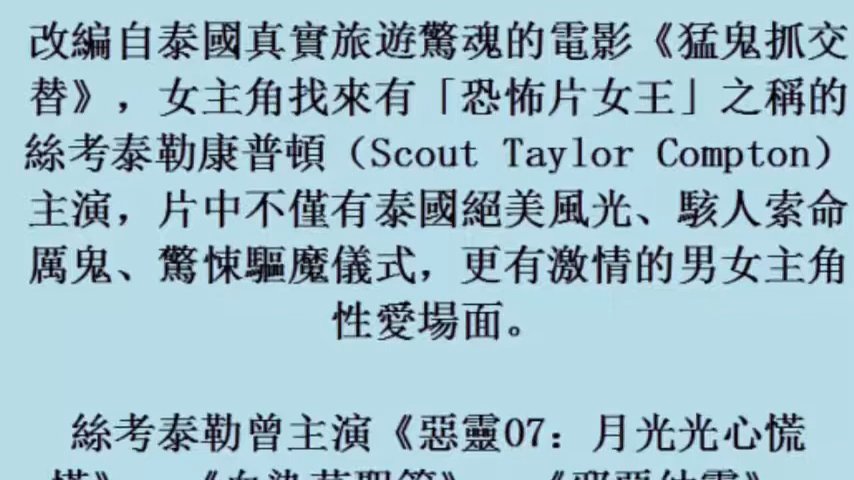 改編自泰國真實旅遊驚魂的電影《猛鬼抓交
替》，女主角找來有「恐怖片女王」之稱的
絲考泰勒康普頓（Scout Taylor Compton）
主演，片中不僅有泰國絕美風光、駭人索命
厲鬼、驚悚驅魔儀式，更有激情的男女主角
性愛場面。
絲考泰勒曾主演《惡靈07：月光光心慌